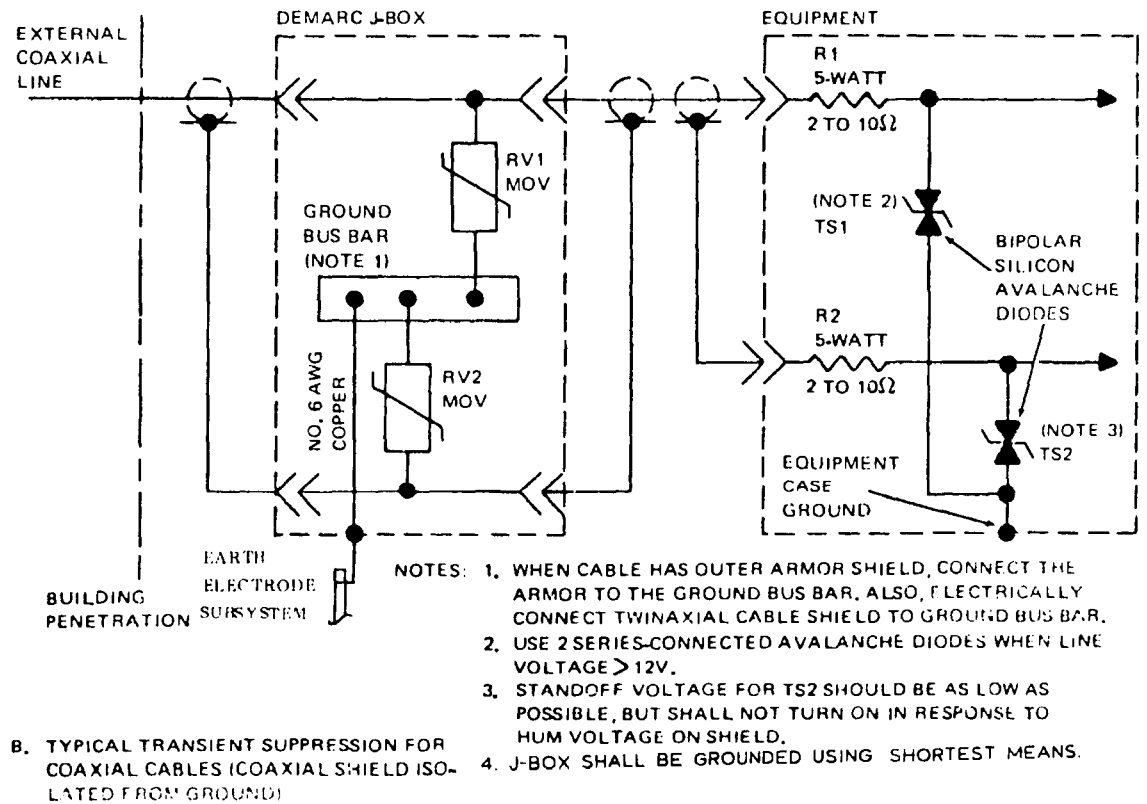 EXTERNAL
COAXIAL
LINE
DEMARC J-BOX
EQUIPMENT
R1
5-WATT
2 TO 10Ω
RV1
MOV
GROUND
BUS BAR
(NOTE 1)
(NOTE 2)
TS1
BIPOLAR
SILICON
AVALANCHE
DIODES
R2
5-WATT
2 TO 10Ω
NO. 6 AWG
COPPER
RV2
MOV
(NOTE 3)
TS2
EQUIPMENT
CASE
GROUND
BUILDING
PENETRATION
EARTH
ELECTRODE
SUBSYSTEM
NOTES: 1. WHEN CABLE HAS OUTER ARMOR SHIELD, CONNECT THE
ARMOR TO THE GROUND BUS BAR. ALSO, ELECTRICALLY
CONNECT TWINAXIAL CABLE SHIELD TO GROUND BUS BAR.
2. USE 2 SERIES-CONNECTED AVALANCHE DIODES WHEN LINE
VOLTAGE > 12V.
3. STANDOFF VOLTAGE FOR TS2 SHOULD BE AS LOW AS
POSSIBLE, BUT SHALL NOT TURN ON IN RESPONSE TO
HUM VOLTAGE ON SHIELD.
4. J-BOX SHALL BE GROUNDED USING SHORTEST MEANS.
B. TYPICAL TRANSIENT SUPPRESSION FOR
COAXIAL CABLES (COAXIAL SHIELD ISO-
LATED FROM GROUND)